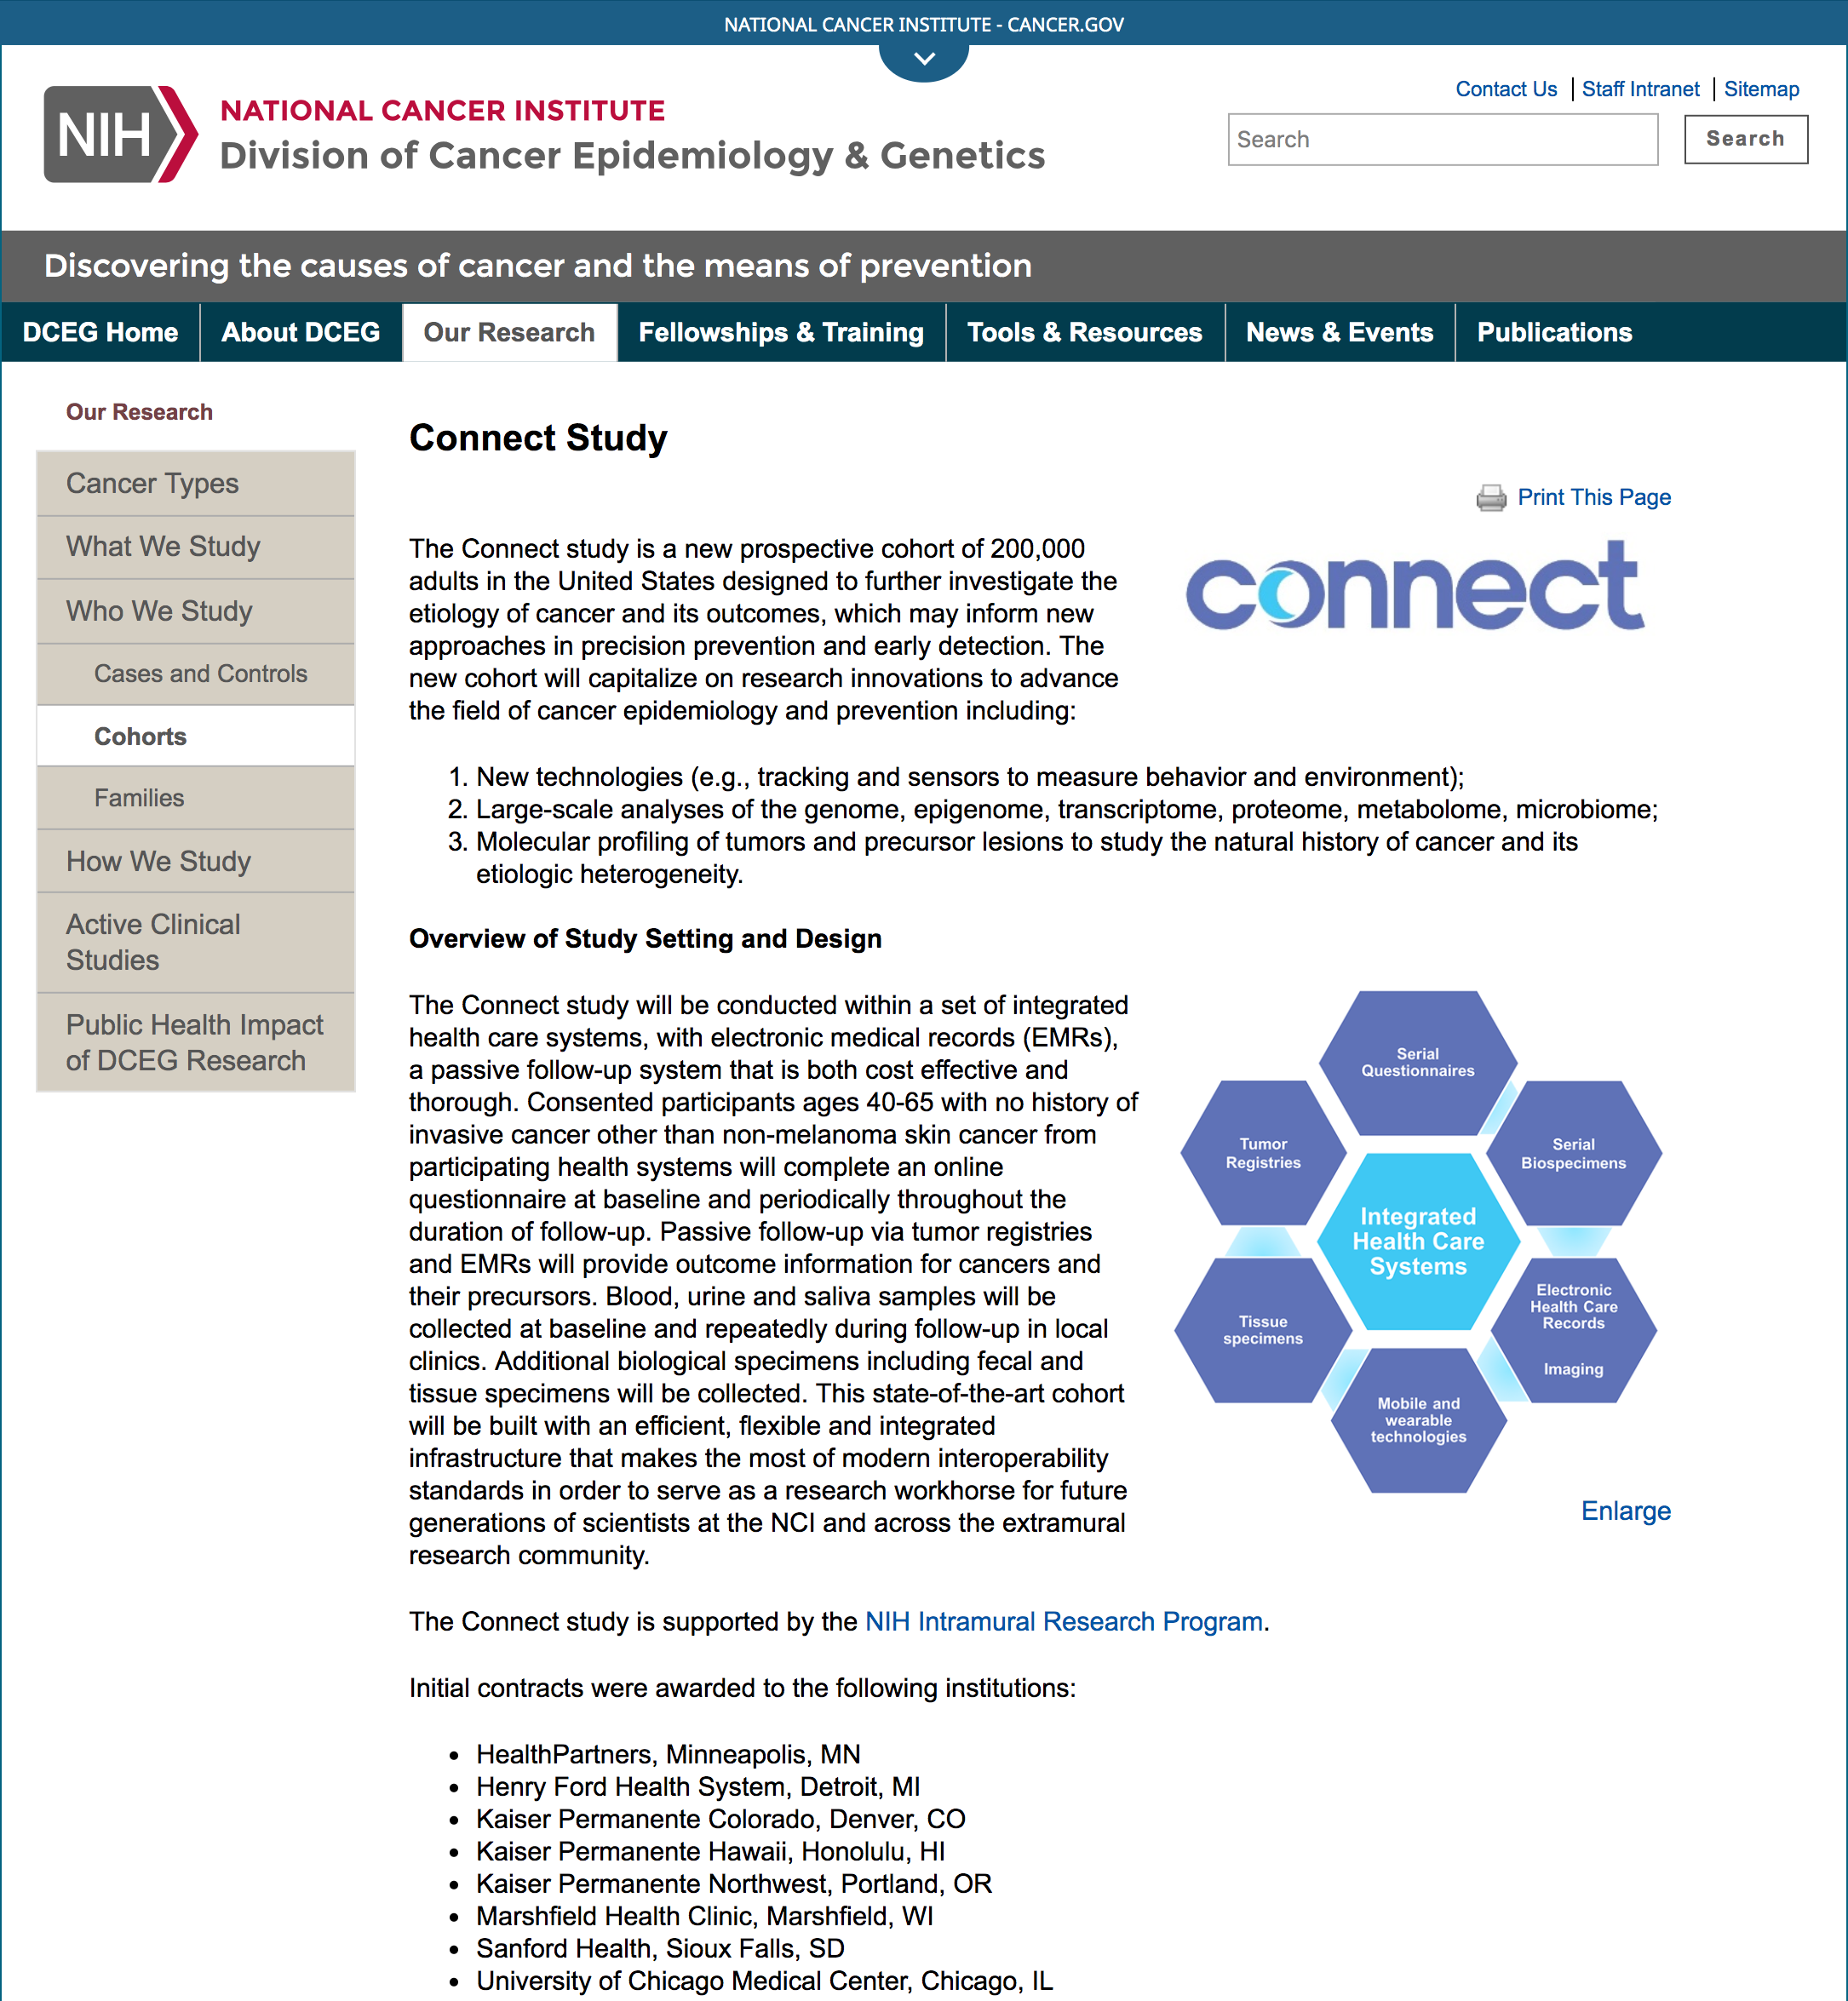 NATIONAL CANCER INSTITUTE - CANCER.GOV
Contact Us
Staff Intranet
Sitemap
NIH
NATIONAL CANCER INSTITUTE
Division of Cancer Epidemiology & Genetics
Search
Search
Discovering the causes of cancer and the means of prevention
DCEG Home
About DCEG
Our Research
Fellowships & Training
Tools & Resources
News & Events
Publications
Our Research
Cancer Types
What We Study
Who We Study
Cases and Controls
Cohorts
Families
How We Study
Active Clinical
Studies
Public Health Impact
of DCEG Research
Connect Study
Print This Page
connect
The Connect study is a new prospective cohort of 200,000
adults in the United States designed to further investigate the
etiology of cancer and its outcomes, which may inform new
approaches in precision prevention and early detection. The
new cohort will capitalize on research innovations to advance
the field of cancer epidemiology and prevention including:
1. New technologies (e.g., tracking and sensors to measure behavior and environment);
2. Large-scale analyses of the genome, epigenome, transcriptome, proteome, metabolome, microbiome;
3. Molecular profiling of tumors and precursor lesions to study the natural history of cancer and its
etiologic heterogeneity.
Overview of Study Setting and Design
The Connect study will be conducted within a set of integrated
health care systems, with electronic medical records (EMRs),
a passive follow-up system that is both cost effective and
thorough. Consented participants ages 40-65 with no history of
invasive cancer other than non-melanoma skin cancer from
participating health systems will complete an online
questionnaire at baseline and periodically throughout the
duration of follow-up. Passive follow-up via tumor registries
and EMRs will provide outcome information for cancers and
their precursors. Blood, urine and saliva samples will be
collected at baseline and repeatedly during follow-up in local
clinics. Additional biological specimens including fecal and
tissue specimens will be collected. This state-of-the-art cohort
will be built with an efficient, flexible and integrated
infrastructure that makes the most of modern interoperability
standards in order to serve as a research workhorse for future
generations of scientists at the NCI and across the extramural
research community.
Serial
Questionnaires
Tumor
Registries
Serial
Biospecimens
Integrated
Health Care
Systems
Tissue
specimens
Electronic
Health Care
Records
Imaging
Mobile and
wearable
technologies
Enlarge
The Connect study is supported by the NIH Intramural Research Program.
Initial contracts were awarded to the following institutions:
• HealthPartners, Minneapolis, MN
• Henry Ford Health System, Detroit, MI
• Kaiser Permanente Colorado, Denver, CO
• Kaiser Permanente Hawaii, Honolulu, HI
• Kaiser Permanente Northwest, Portland, OR
• Marshfield Health Clinic, Marshfield, WI
• Sanford Health, Sioux Falls, SD
• University of Chicago Medical Center, Chicago, IL